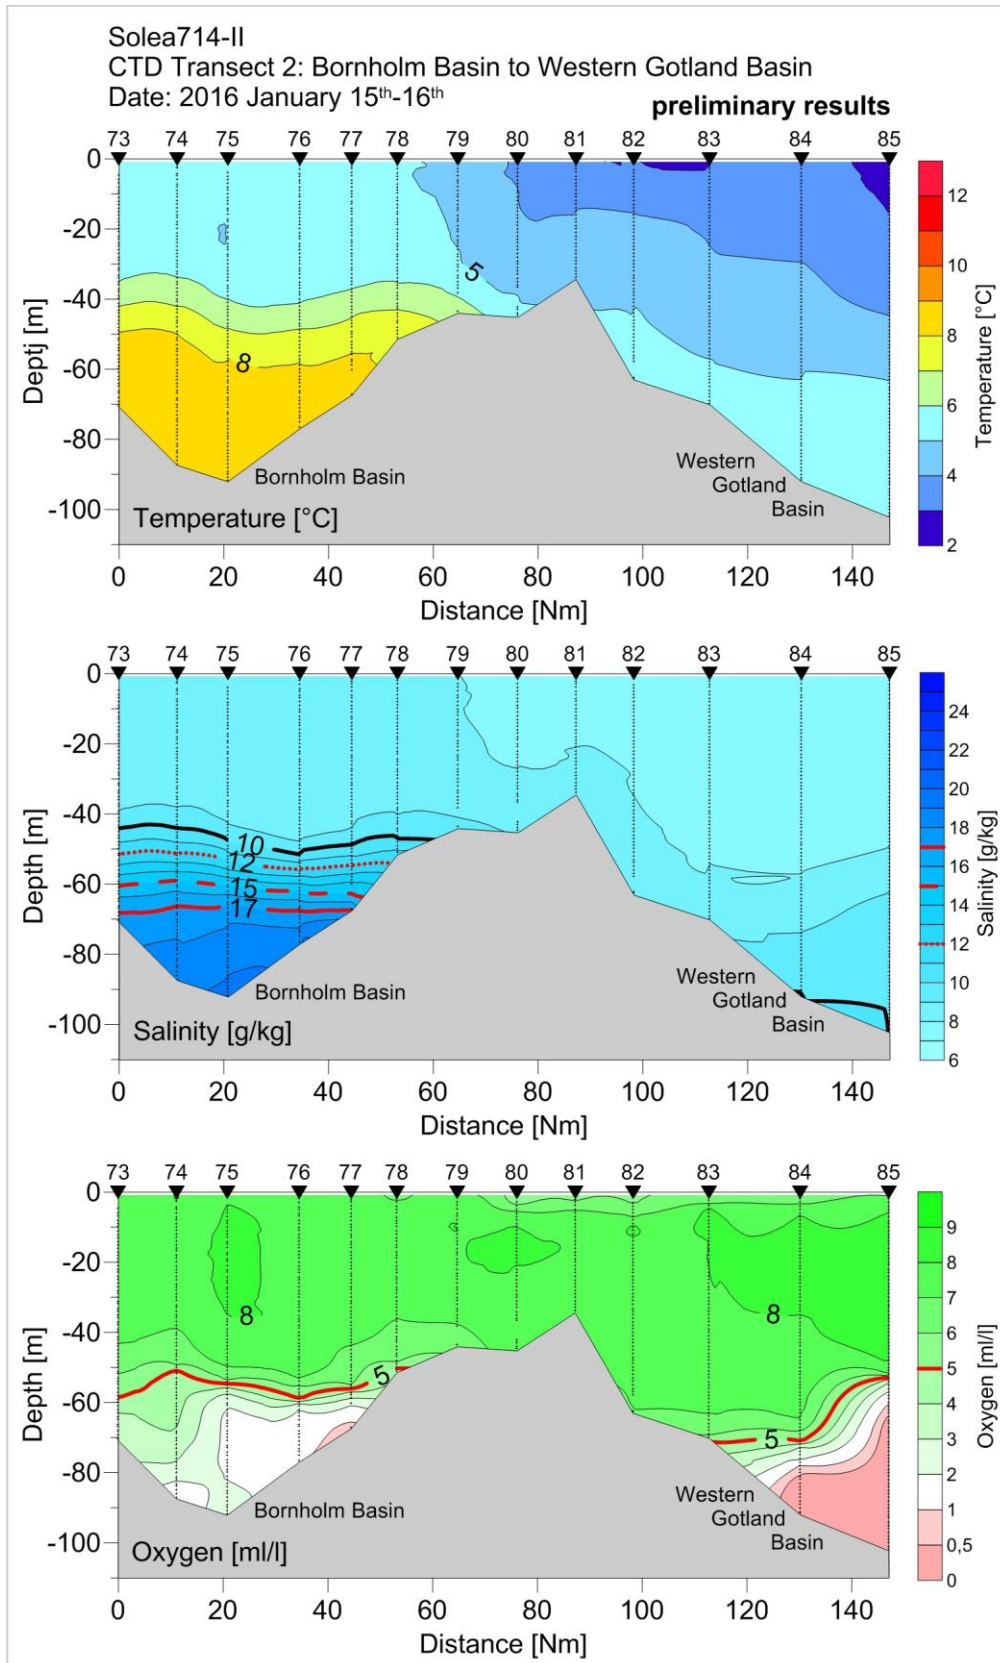 Solea714-II
CTD Transect 2: Bornholm Basin to Western Gotland Basin
Date: 2016 January 15th-16th
preliminary results
73 74 75 76 77 78 79 80 81 82 83 84 85
0
-20
-40
-60
-80
-100
Deptj [m]
5
8
Bornholm Basin
Western
Gotland
Basin
Temperature [°C]
0 20 40 60 80 100 120 140
Distance [Nm]
12
10
8
6
4
2
Temperature [°C]
73 74 75 76 77 78 79 80 81 82 83 84 85
0
-20
-40
-60
-80
-100
Depth [m]
10
12
15
17
Bornholm Basin
Western
Gotland
Basin
Salinity [g/kg]
0 20 40 60 80 100 120 140
Distance [Nm]
24
22
20
18
16
14
12
10
8
6
Salinity [g/kg]
73 74 75 76 77 78 79 80 81 82 83 84 85
0
-20
-40
-60
-80
-100
Depth [m]
8
8
5
5
Bornholm Basin
Western
Gotland
Basin
Oxygen [ml/l]
0 20 40 60 80 100 120 140
Distance [Nm]
9
8
7
6
5
4
3
2
1
0,5
0
Oxygen [ml/l]